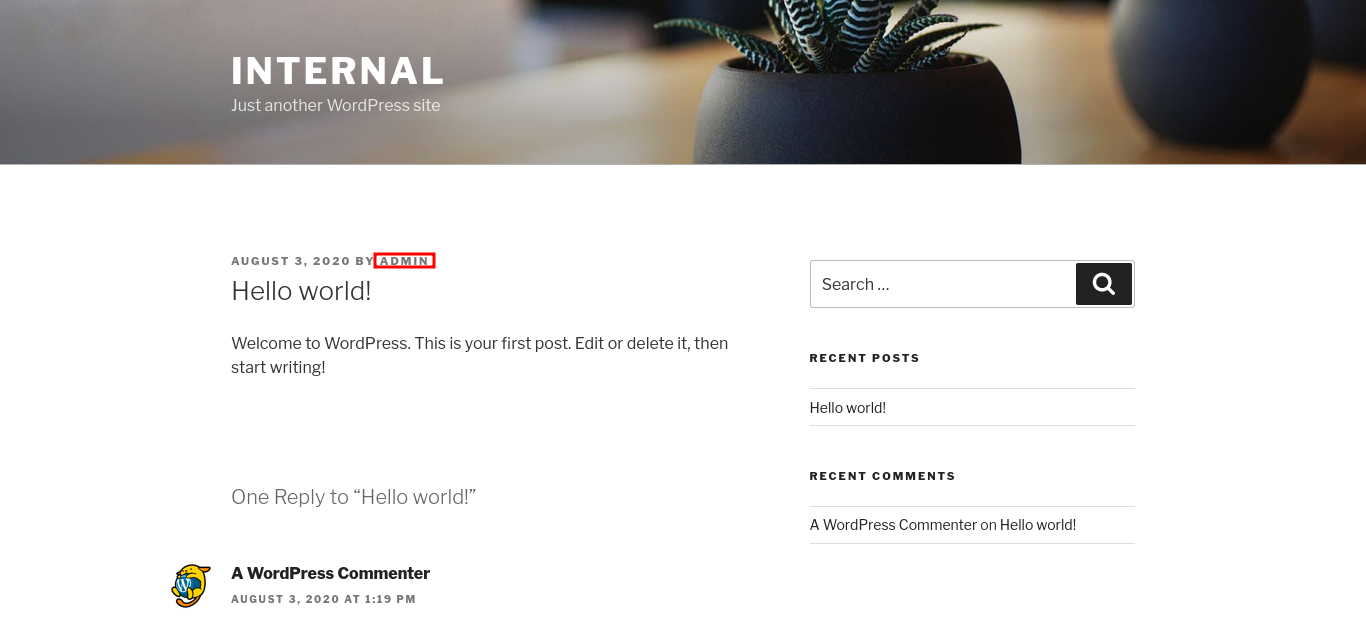 INTERNAL
Just another WordPress site
AUGUST 3, 2020 BY ADMIN
Hello world!
Welcome to WordPress. This is your first post. Edit or delete it, then
start writing!
One Reply to “Hello world!”
A WordPress Commenter
AUGUST 3, 2020 AT 1:19 PM
Search …
RECENT POSTS
Hello world!
RECENT COMMENTS
A WordPress Commenter on Hello world!